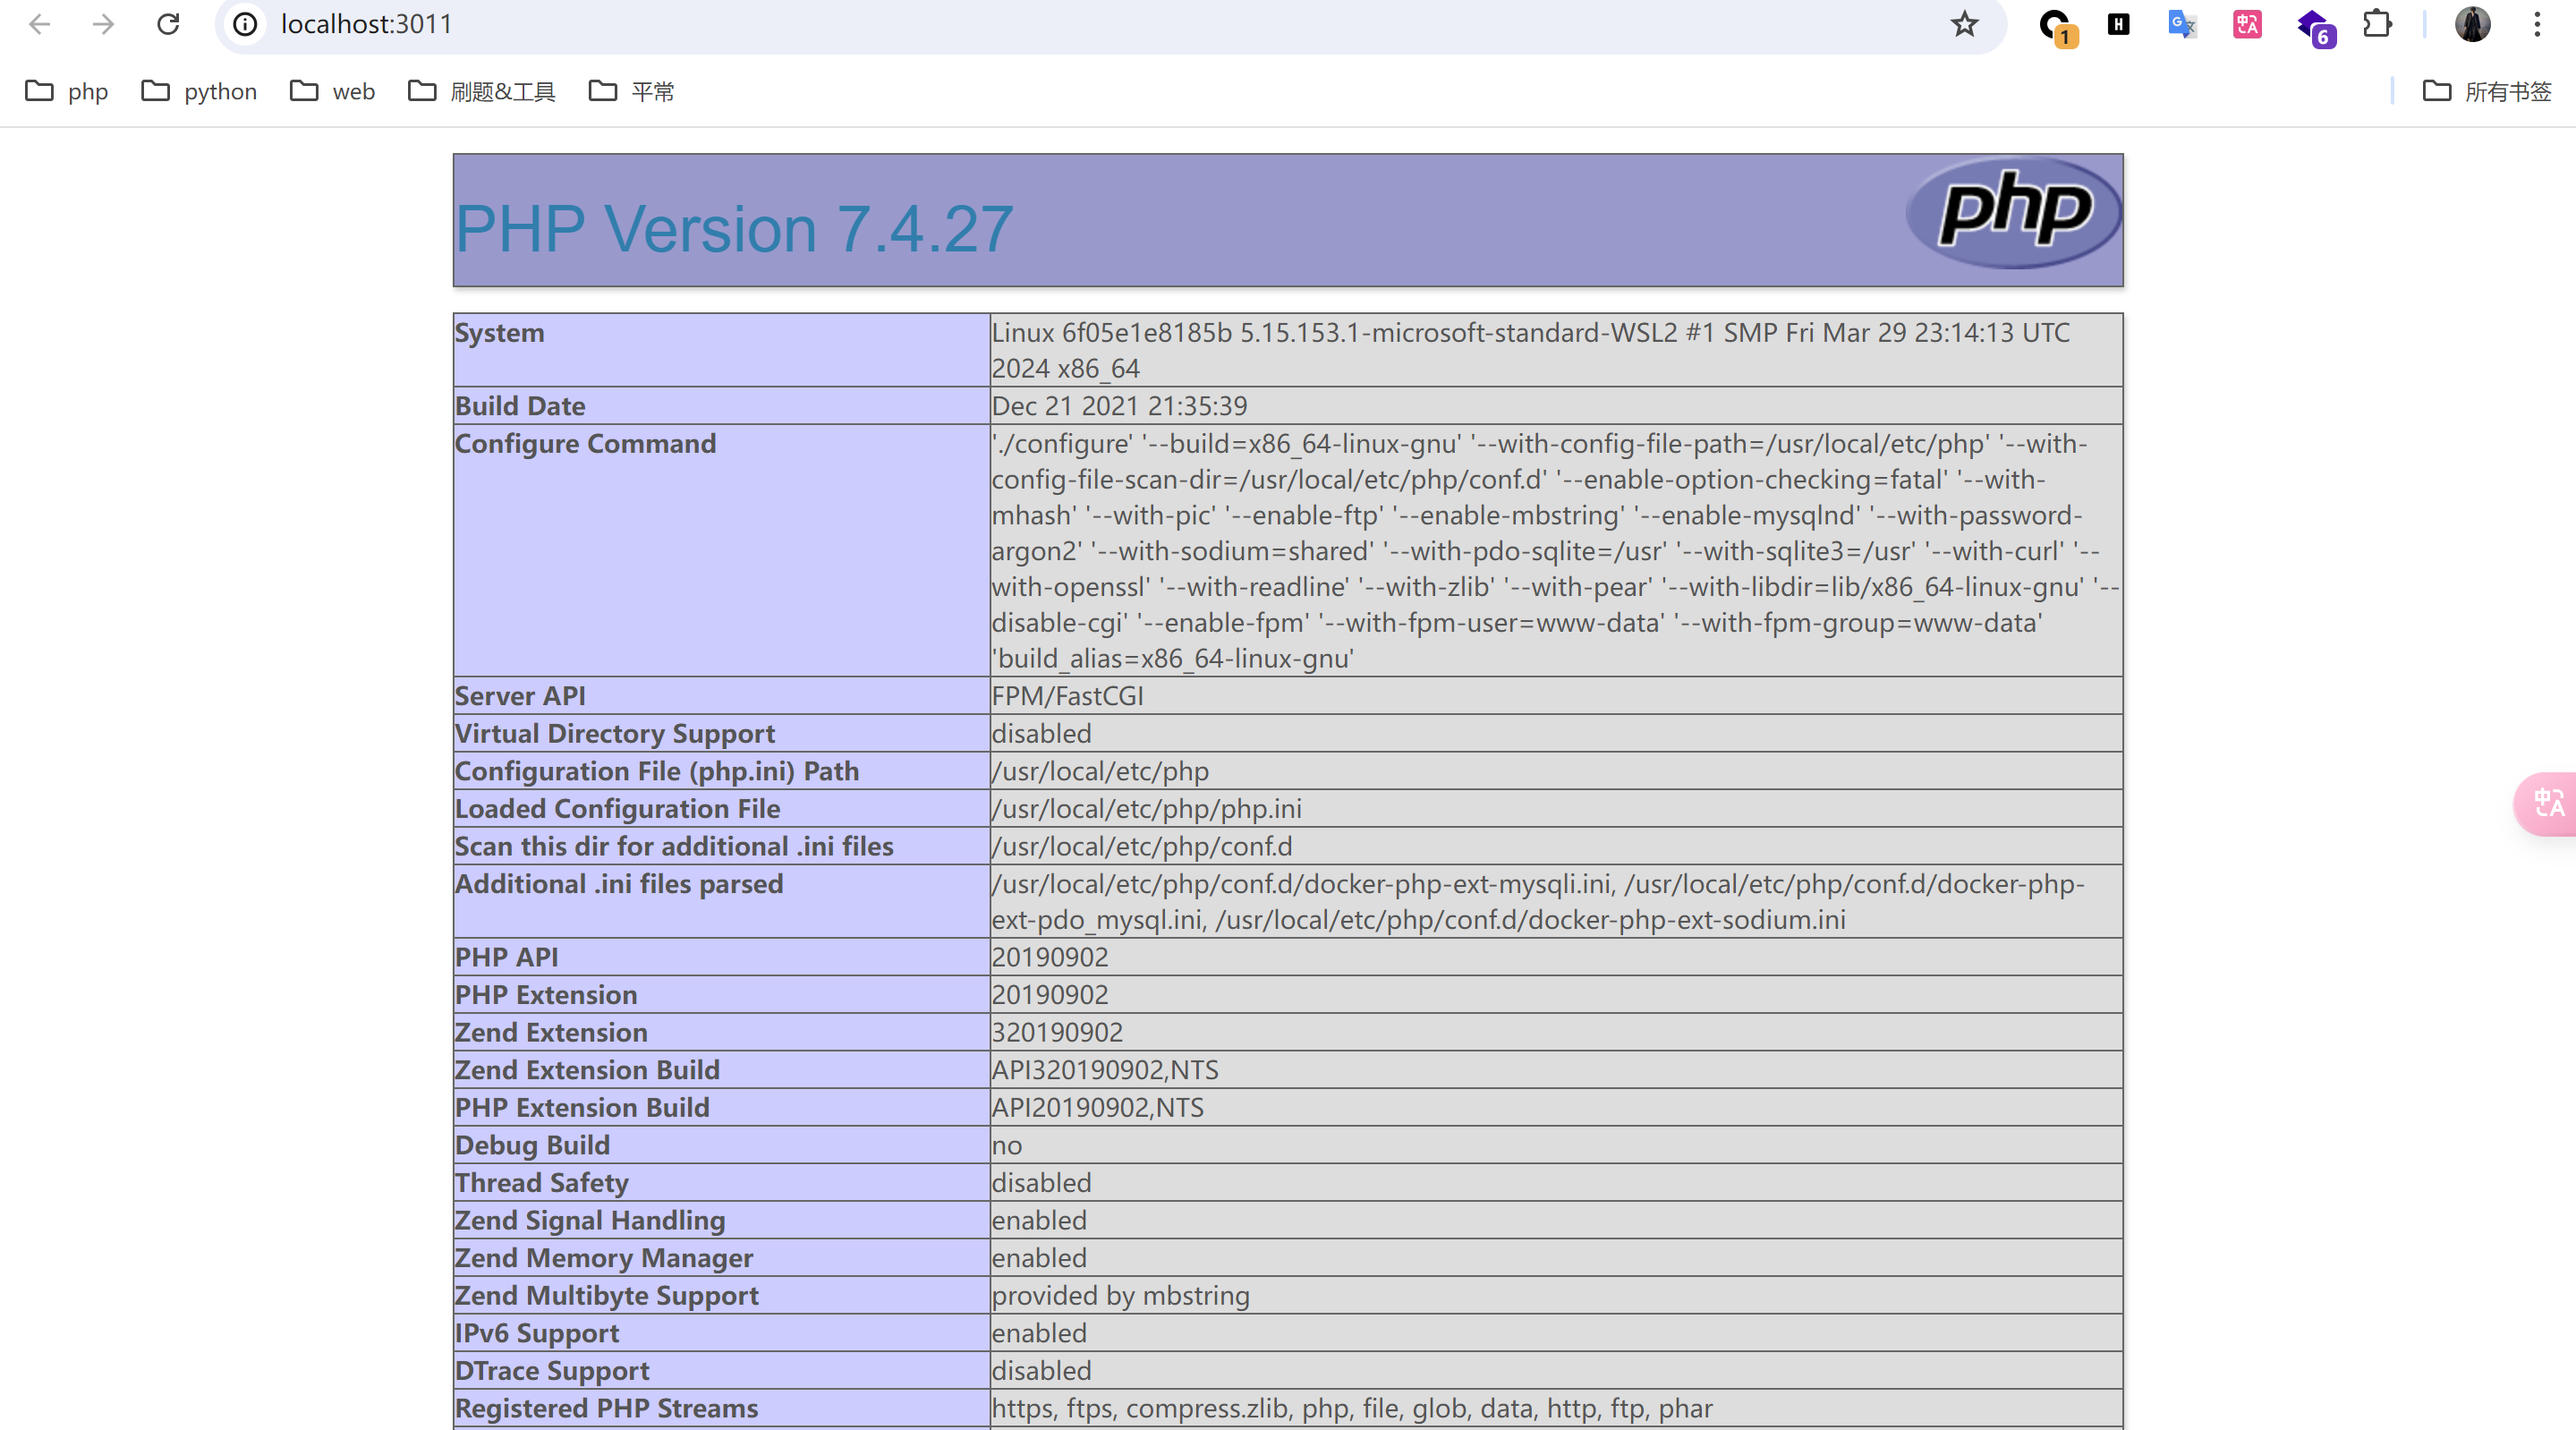 localhost:3011
1
H
G 文
中 A
6
php
python
web
刷题&工具
平常
所有书签
PHP Version 7.4.27
php
System
Linux 6f05e1e8185b 5.15.153.1-microsoft-standard-WSL2 #1 SMP Fri Mar 29 23:14:13 UTC
2024 x86_64
Build Date
Dec 21 2021 21:35:39
Configure Command
'./configure' '--build=x86_64-linux-gnu' '--with-config-file-path=/usr/local/etc/php' '--with-
config-file-scan-dir=/usr/local/etc/php/conf.d' '--enable-option-checking=fatal' '--with-
mhash' '--with-pic' '--enable-ftp' '--enable-mbstring' '--enable-mysqlnd' '--with-password-
argon2' '--with-sodium=shared' '--with-pdo-sqlite=/usr' '--with-sqlite3=/usr' '--with-curl' '--
with-openssl' '--with-readline' '--with-zlib' '--with-pear' '--with-libdir=lib/x86_64-linux-gnu' '--
disable-cgi' '--enable-fpm' '--with-fpm-user=www-data' '--with-fpm-group=www-data'
'build_alias=x86_64-linux-gnu'
Server API
FPM/FastCGI
Virtual Directory Support
disabled
Configuration File (php.ini) Path
/usr/local/etc/php
Loaded Configuration File
/usr/local/etc/php/php.ini
Scan this dir for additional .ini files
/usr/local/etc/php/conf.d
Additional .ini files parsed
/usr/local/etc/php/conf.d/docker-php-ext-mysqli.ini, /usr/local/etc/php/conf.d/docker-php-
ext-pdo_mysql.ini, /usr/local/etc/php/conf.d/docker-php-ext-sodium.ini
PHP API
20190902
PHP Extension
20190902
Zend Extension
320190902
Zend Extension Build
API320190902,NTS
PHP Extension Build
API20190902,NTS
Debug Build
no
Thread Safety
disabled
Zend Signal Handling
enabled
Zend Memory Manager
enabled
Zend Multibyte Support
provided by mbstring
IPv6 Support
enabled
DTrace Support
disabled
Registered PHP Streams
https, ftps, compress.zlib, php, file, glob, data, http, ftp, phar
中 A